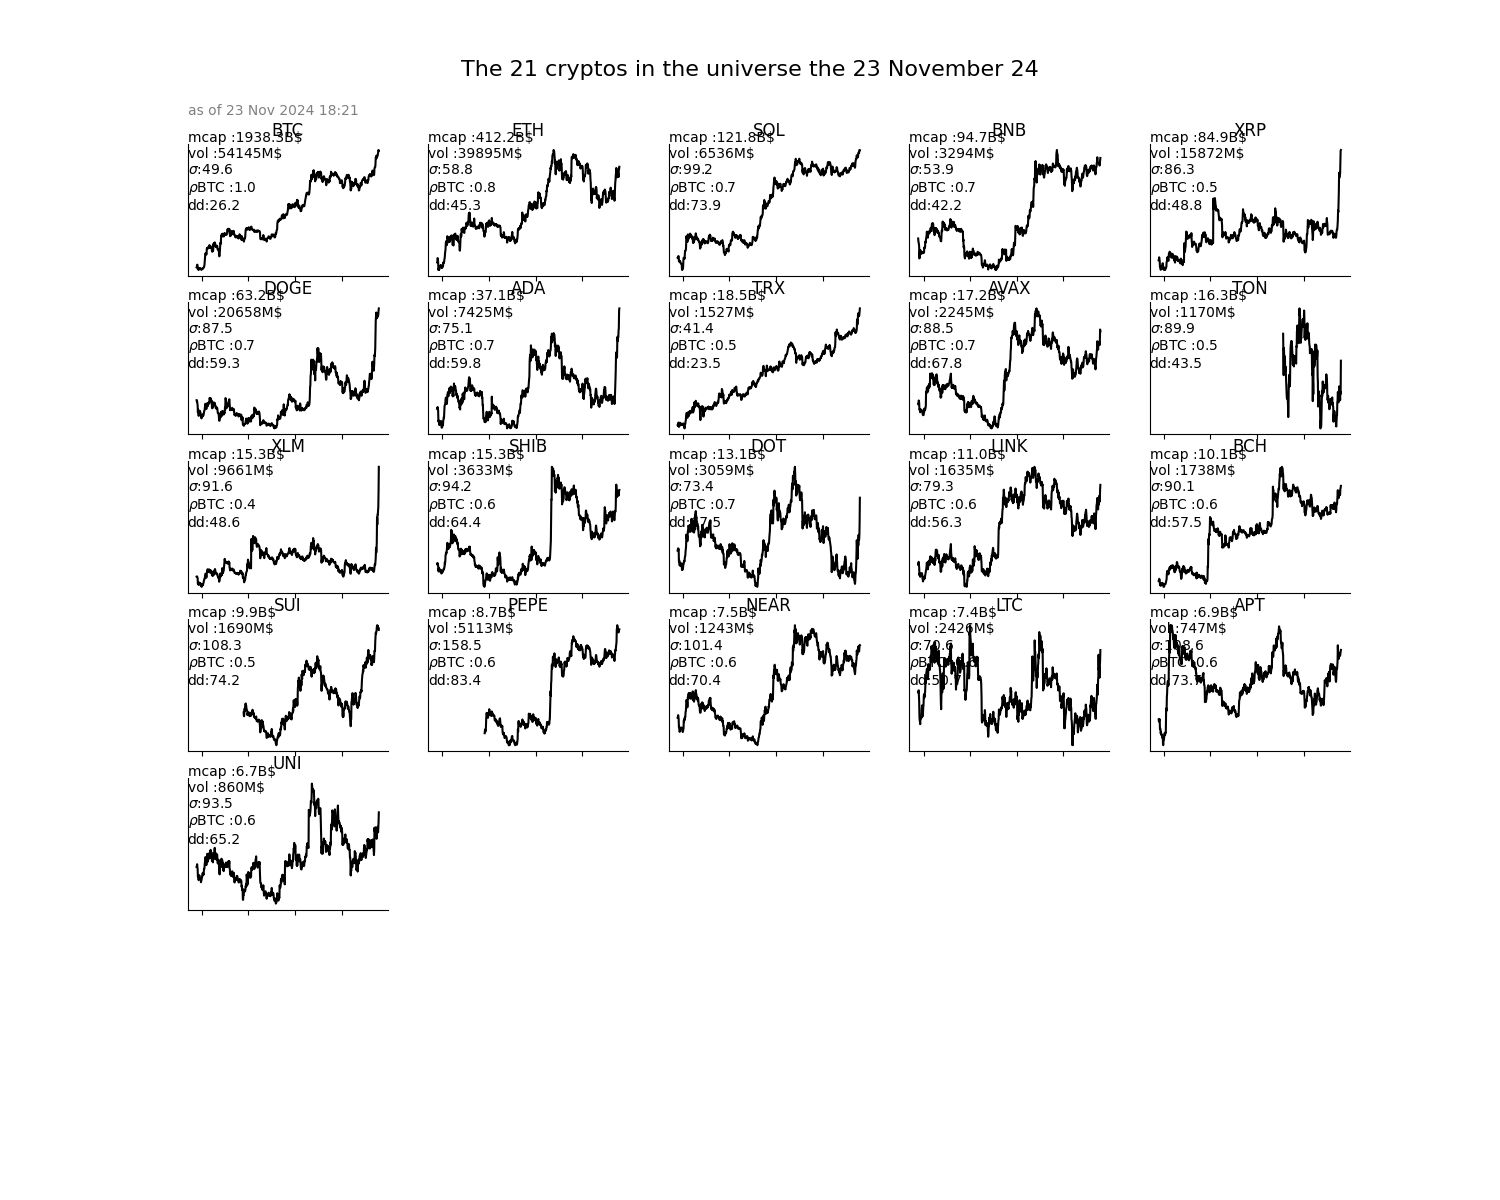 The 21 cryptos in the universe the 23 November 24
as of 23 Nov 2024 18:21
BTC
mcap :1938.3B$
vol :54145M$
σ:49.6
ρBTC :1.0
dd:26.2
ETH
mcap :412.2B$
vol :39895M$
σ:58.8
ρBTC :0.8
dd:45.3
SOL
mcap :121.8B$
vol :6536M$
σ:99.2
ρBTC :0.7
dd:73.9
BNB
mcap :94.7B$
vol :3294M$
σ:53.9
ρBTC :0.7
dd:42.2
XRP
mcap :84.9B$
vol :15872M$
σ:86.3
ρBTC :0.5
dd:48.8
DOGE
mcap :63.2B$
vol :20658M$
σ:87.5
ρBTC :0.7
dd:59.3
ADA
mcap :37.1B$
vol :7425M$
σ:75.1
ρBTC :0.7
dd:59.8
TRX
mcap :18.5B$
vol :1527M$
σ:41.4
ρBTC :0.5
dd:23.5
AVAX
mcap :17.2B$
vol :2245M$
σ:88.5
ρBTC :0.7
dd:67.8
TON
mcap :16.3B$
vol :1170M$
σ:89.9
ρBTC :0.5
dd:43.5
XLM
mcap :15.3B$
vol :9661M$
σ:91.6
ρBTC :0.4
dd:48.6
SHIB
mcap :15.3B$
vol :3633M$
σ:94.2
ρBTC :0.6
dd:64.4
DOT
mcap :13.1B$
vol :3059M$
σ:73.4
ρBTC :0.7
LINK
mcap :11.0B$
vol :1635M$
σ:79.3
ρBTC :0.6
dd:56.3
BCH
mcap :10.1B$
vol :1738M$
σ:90.1
ρBTC :0.6
dd:57.5
SUI
mcap :9.9B$
vol :1690M$
σ:108.3
ρBTC :0.5
dd:74.2
PEPE
mcap :8.7B$
vol :5113M$
σ:158.5
ρBTC :0.6
dd:83.4
NEAR
mcap :7.5B$
vol :1243M$
σ:101.4
ρBTC :0.6
dd:70.4
LTC
mcap :7.4B$
vol :2426M$
APT
mcap :6.9B$
vol :747M$
ρBTC :0.6
UNI
mcap :6.7B$
vol :860M$
σ:93.5
ρBTC :0.6
dd:65.2